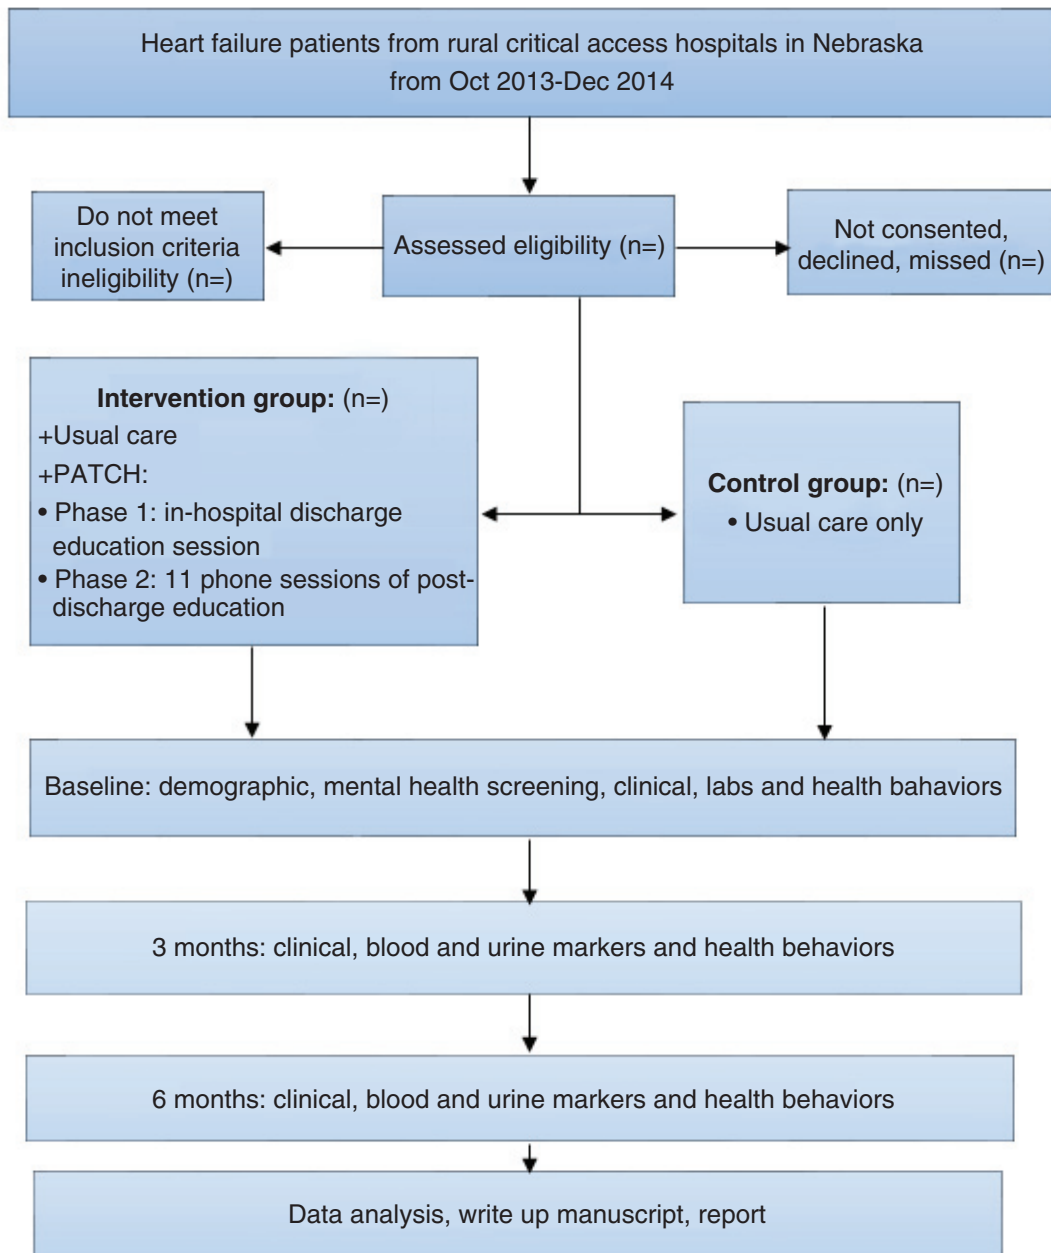 Heart failure patients from rural critical access hospitals in Nebraska
from Oct 2013-Dec 2014
Do not meet
inclusion criteria
ineligibility (n=)
Assessed eligibility (n=)
Not consented,
declined, missed (n=)
Intervention group: (n=)
+Usual care
+PATCH:
• Phase 1: in-hospital discharge
education session
• Phase 2: 11 phone sessions of post-
discharge education
Control group: (n=)
• Usual care only
Baseline: demographic, mental health screening, clinical, labs and health bahaviors
3 months: clinical, blood and urine markers and health behaviors
6 months: clinical, blood and urine markers and health behaviors
Data analysis, write up manuscript, report